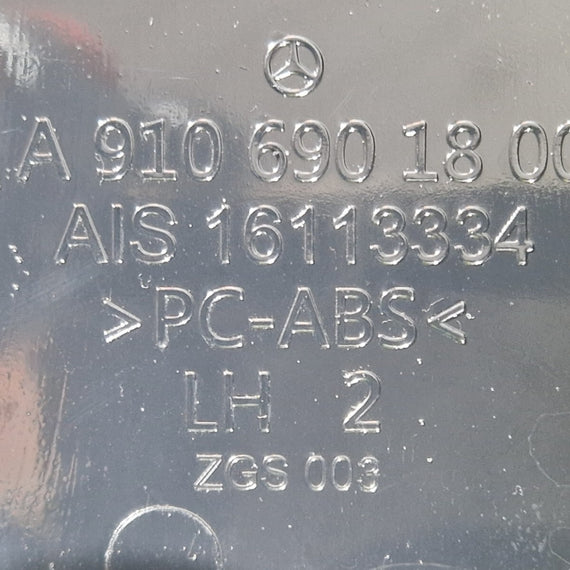 A 910 690 18 00
AIS 16113334
>PC-ABS<
LH 2
ZGS 003